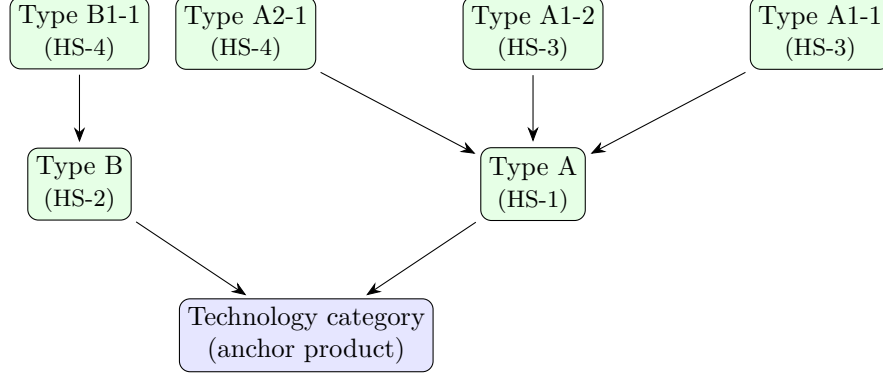 Type B1-1
(HS-4)
Type A2-1
(HS-4)
Type A1-2
(HS-3)
Type A1-1
(HS-3)
Type B
(HS-2)
Type A
(HS-1)
Technology category
(anchor product)